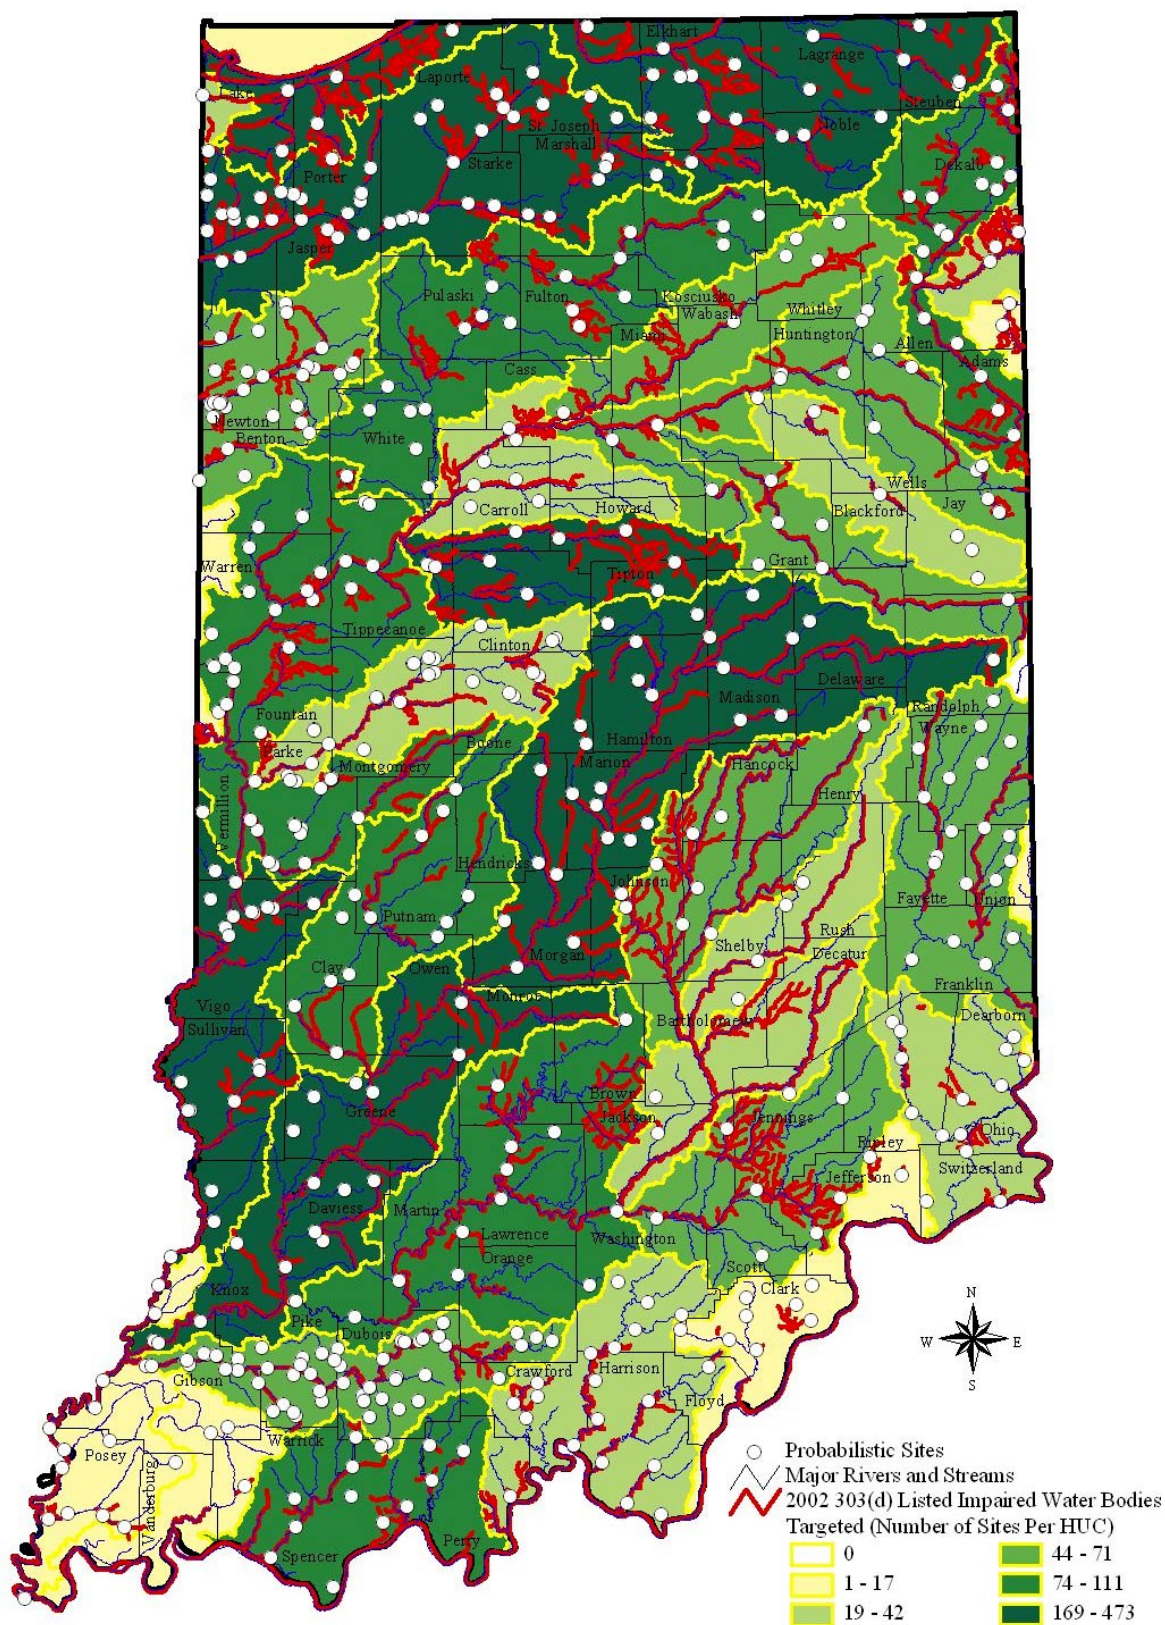 Elkhart
Lagrange
Laporte
Lake
Steuben
St. Joseph
Noble
Marshall
Starke
Dekalb
Porter
Jasper
Pulaski
Fulton
Kosciusko
Wabash
Whitley
Miami
Huntington
Allen
Adams
Cass
Newton
Benton
White
Wells
Carroll
Howard
Blackford
Jay
Warren
Grant
Tipton
Tippecanoe
Clinton
Delaware
Madison
Randolph
Fountain
Wayne
Boone
Hamilton
Parke
Marion
Montgomery
Hancock
Henry
Vermillion
Hendricks
Johnson
Fayette
Union
Putnam
Shelby
Rush
Decatur
Morgan
Clay
Owen
Franklin
Monroe
Vigo
Bartholomew
Dearborn
Sullivan
Brown
Greene
Jackson
Jennings
Ohio
Ripley
Switzerland
Jefferson
Daviess
Martin
Lawrence
Washington
Orange
Scott
Knox
Clark
Pike
Dubois
Crawford
Harrison
Gibson
Floyd
Warrick
Posey
Vanderburg
Perry
Spencer
N
W E
S
Probabilistic Sites
Major Rivers and Streams
2002 303(d) Listed Impaired Water Bodies
Targeted (Number of Sites Per HUC)
0 44 - 71
1 - 17 74 - 111
19 - 42 169 - 473